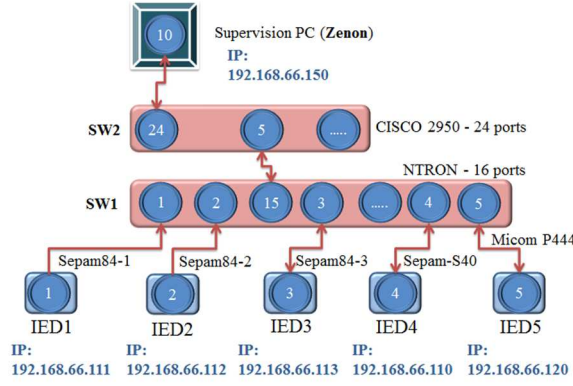 10
Supervision PC (Zenon)
IP:
192.168.66.150
SW2
24
5
.....
CISCO 2950 - 24 ports
NTRON - 16 ports
SW1
1
2
15
3
.....
4
5
Sepam84-1
Sepam84-2
Sepam84-3
Sepam-S40
Micom P444
1
2
3
4
5
IED1
IED2
IED3
IED4
IED5
IP:
192.168.66.111
IP:
192.168.66.112
IP:
192.168.66.113
IP:
192.168.66.110
IP:
192.168.66.120